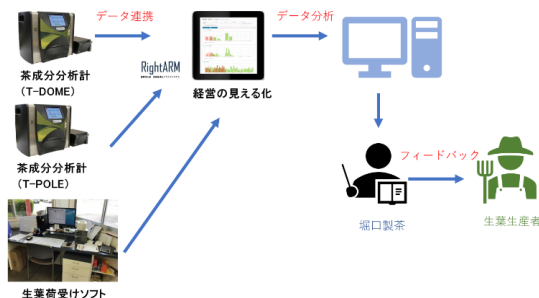 データ連携
データ分析
RightARM
茶成分分析計
(T-DOME)
経営の見える化
茶成分分析計
(T-POLE)
フィードバック
堀口製茶
生葉生産者
生葉荷受けソフト